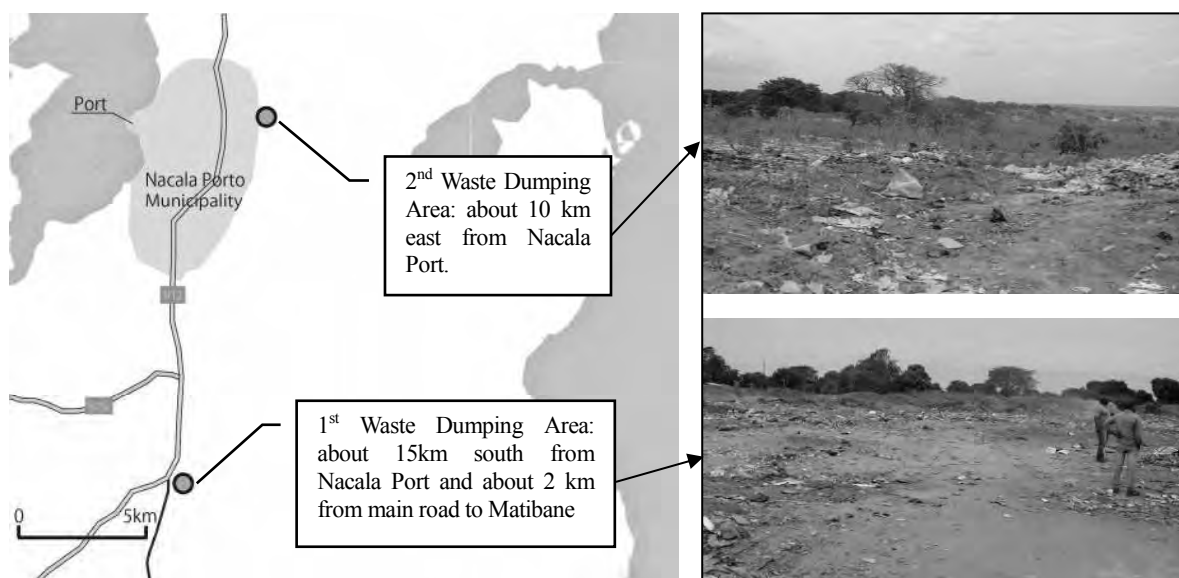 Port
Nacala Porto
Municipality
2nd Waste Dumping
Area: about 10 km
east from Nacala
Port.
1st Waste Dumping Area:
about 15km south from
Nacala Port and about 2 km
from main road to Matibane
0 5km